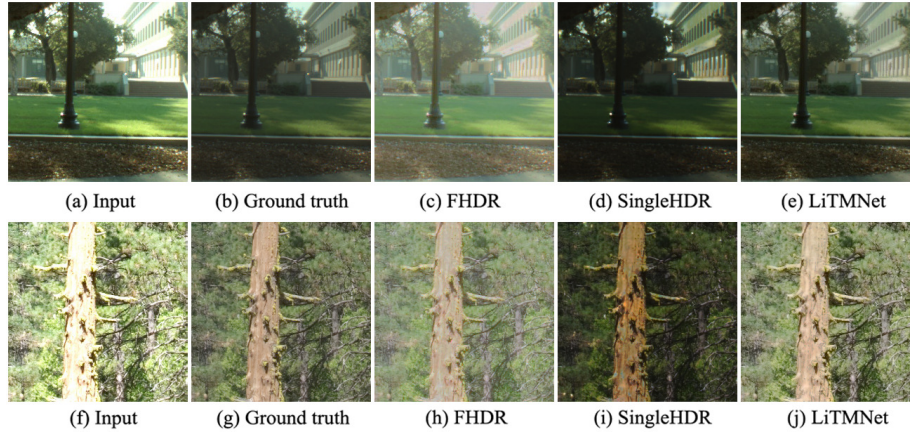 (a) Input (b) Ground truth (c) FHDR (d) SingleHDR (e) LiTMNet
(f) Input (g) Ground truth (h) FHDR (i) SingleHDR (j) LiTMNet